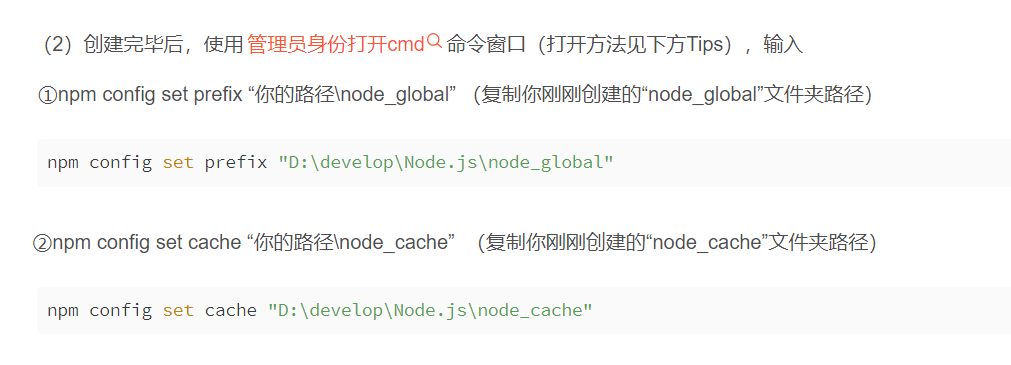 （2）创建完毕后，使用管理员身份打开cmd命令窗口（打开方法见下方Tips），输入
①npm config set prefix “你的路径\node_global” （复制你刚刚创建的“node_global”文件夹路径）
npm config set prefix "D:\develop\Node.js\node_global"
②npm config set cache “你的路径\node_cache” （复制你刚刚创建的“node_cache”文件夹路径）
npm config set cache "D:\develop\Node.js\node_cache"